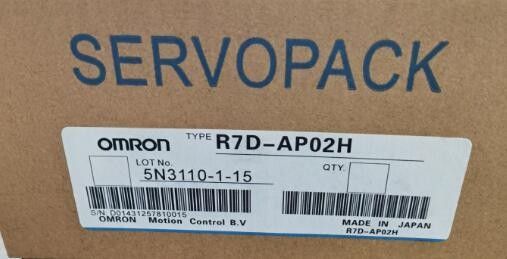 SERVOPACK
OMRON TYPE R7D-AP02H
LOT No. QTY.
5N3110-1-15
S/N D01431257810015
OMRON Motion Control B.V MADE IN JAPAN
R7D-AP02H